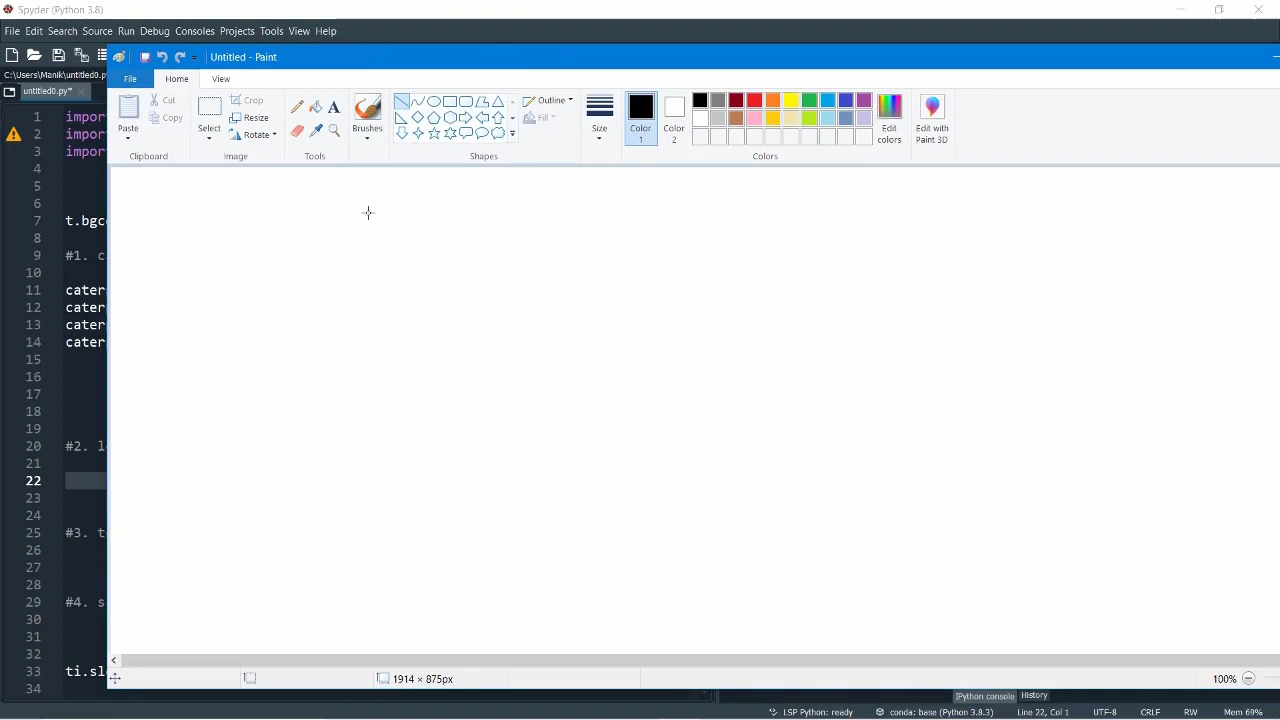 Spyder (Python 3.8)
File Edit Search Source Run Debug Consoles Projects Tools View Help
Untitled - Paint
C:\Users\Manik\untitled0.p
File Home View
untitled0.py*
Paste
Cut
Copy
Clipboard
Select
Crop
Resize
Rotate
Image
A
Tools
Brushes
Shapes
Outline
Fill
Size
Color 1
Color 2
Colors
Edit colors
Edit with Paint 3D
1 impor
2 impor
3 impor
4
5
6
7 t.bgc
8
9 #1. c
10
11 cater
12 cater
13 cater
14 cater
15
16
17
18
19
20 #2. l
21
22
23
24
25 #3. t
26
27
28
29 #4. s
30
31
32
33 ti.sl
34
1914 × 875px
100%
IPython console History
LSP Python: ready conda: base (Python 3.8.3) Line 22, Col 1 UTF-8 CRLF RW Mem 69%